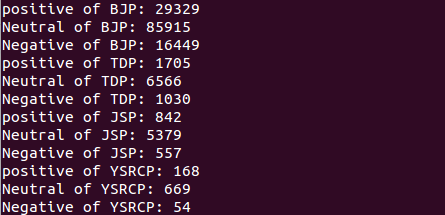 positive of BJP: 29329
Neutral of BJP: 85915
Negative of BJP: 16449
positive of TDP: 1705
Neutral of TDP: 6566
Negative of TDP: 1030
positive of JSP: 842
Neutral of JSP: 5379
Negative of JSP: 557
positive of YSRCP: 168
Neutral of YSRCP: 669
Negative of YSRCP: 54